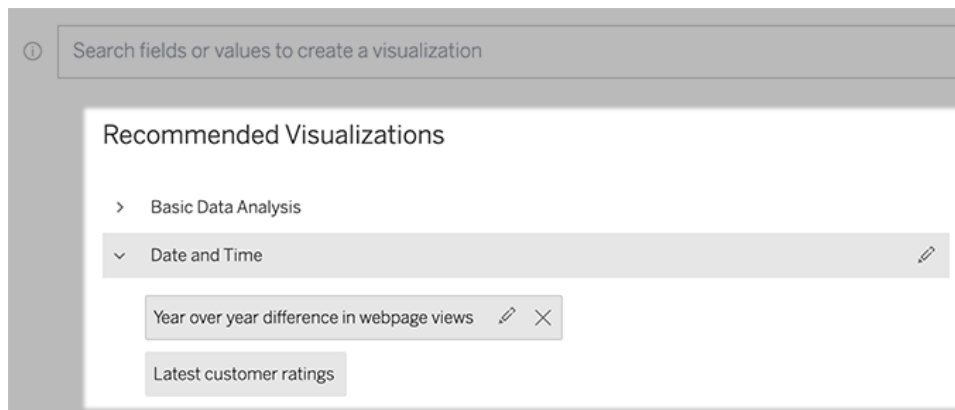 Search fields or values to create a visualization
Recommended Visualizations
Basic Data Analysis
Date and Time
Year over year difference in webpage views
Latest customer ratings